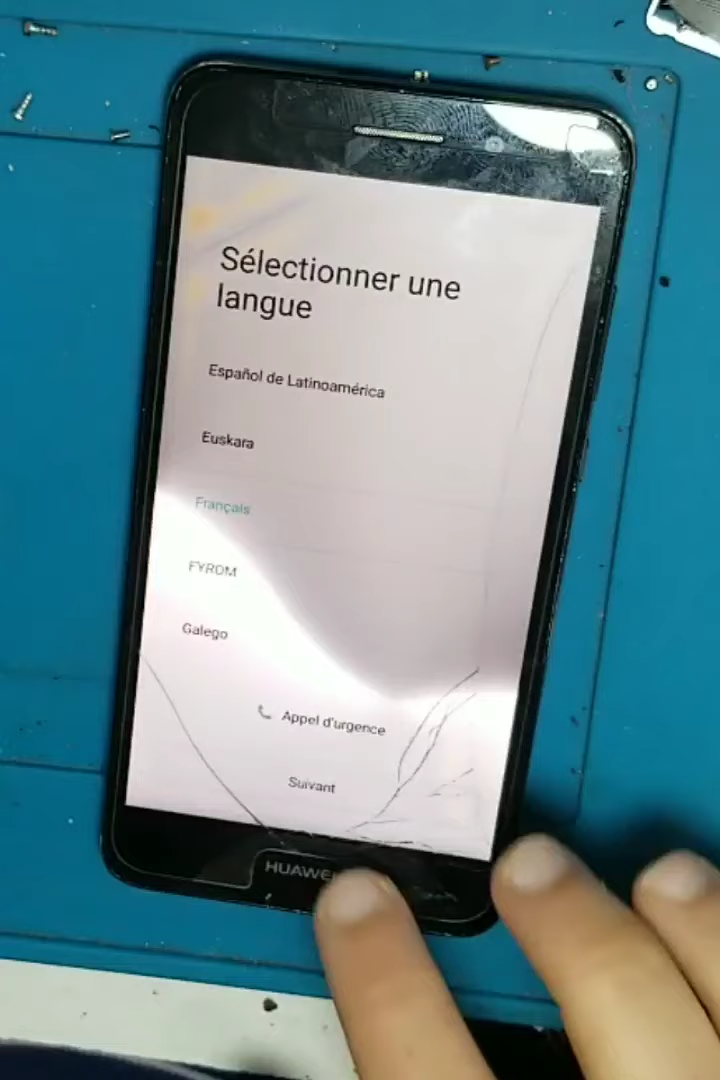 Sélectionner une
langue
Español de Latinoamérica
Euskara
Français
FYROM
Galego
Appel d'urgence
Suivant